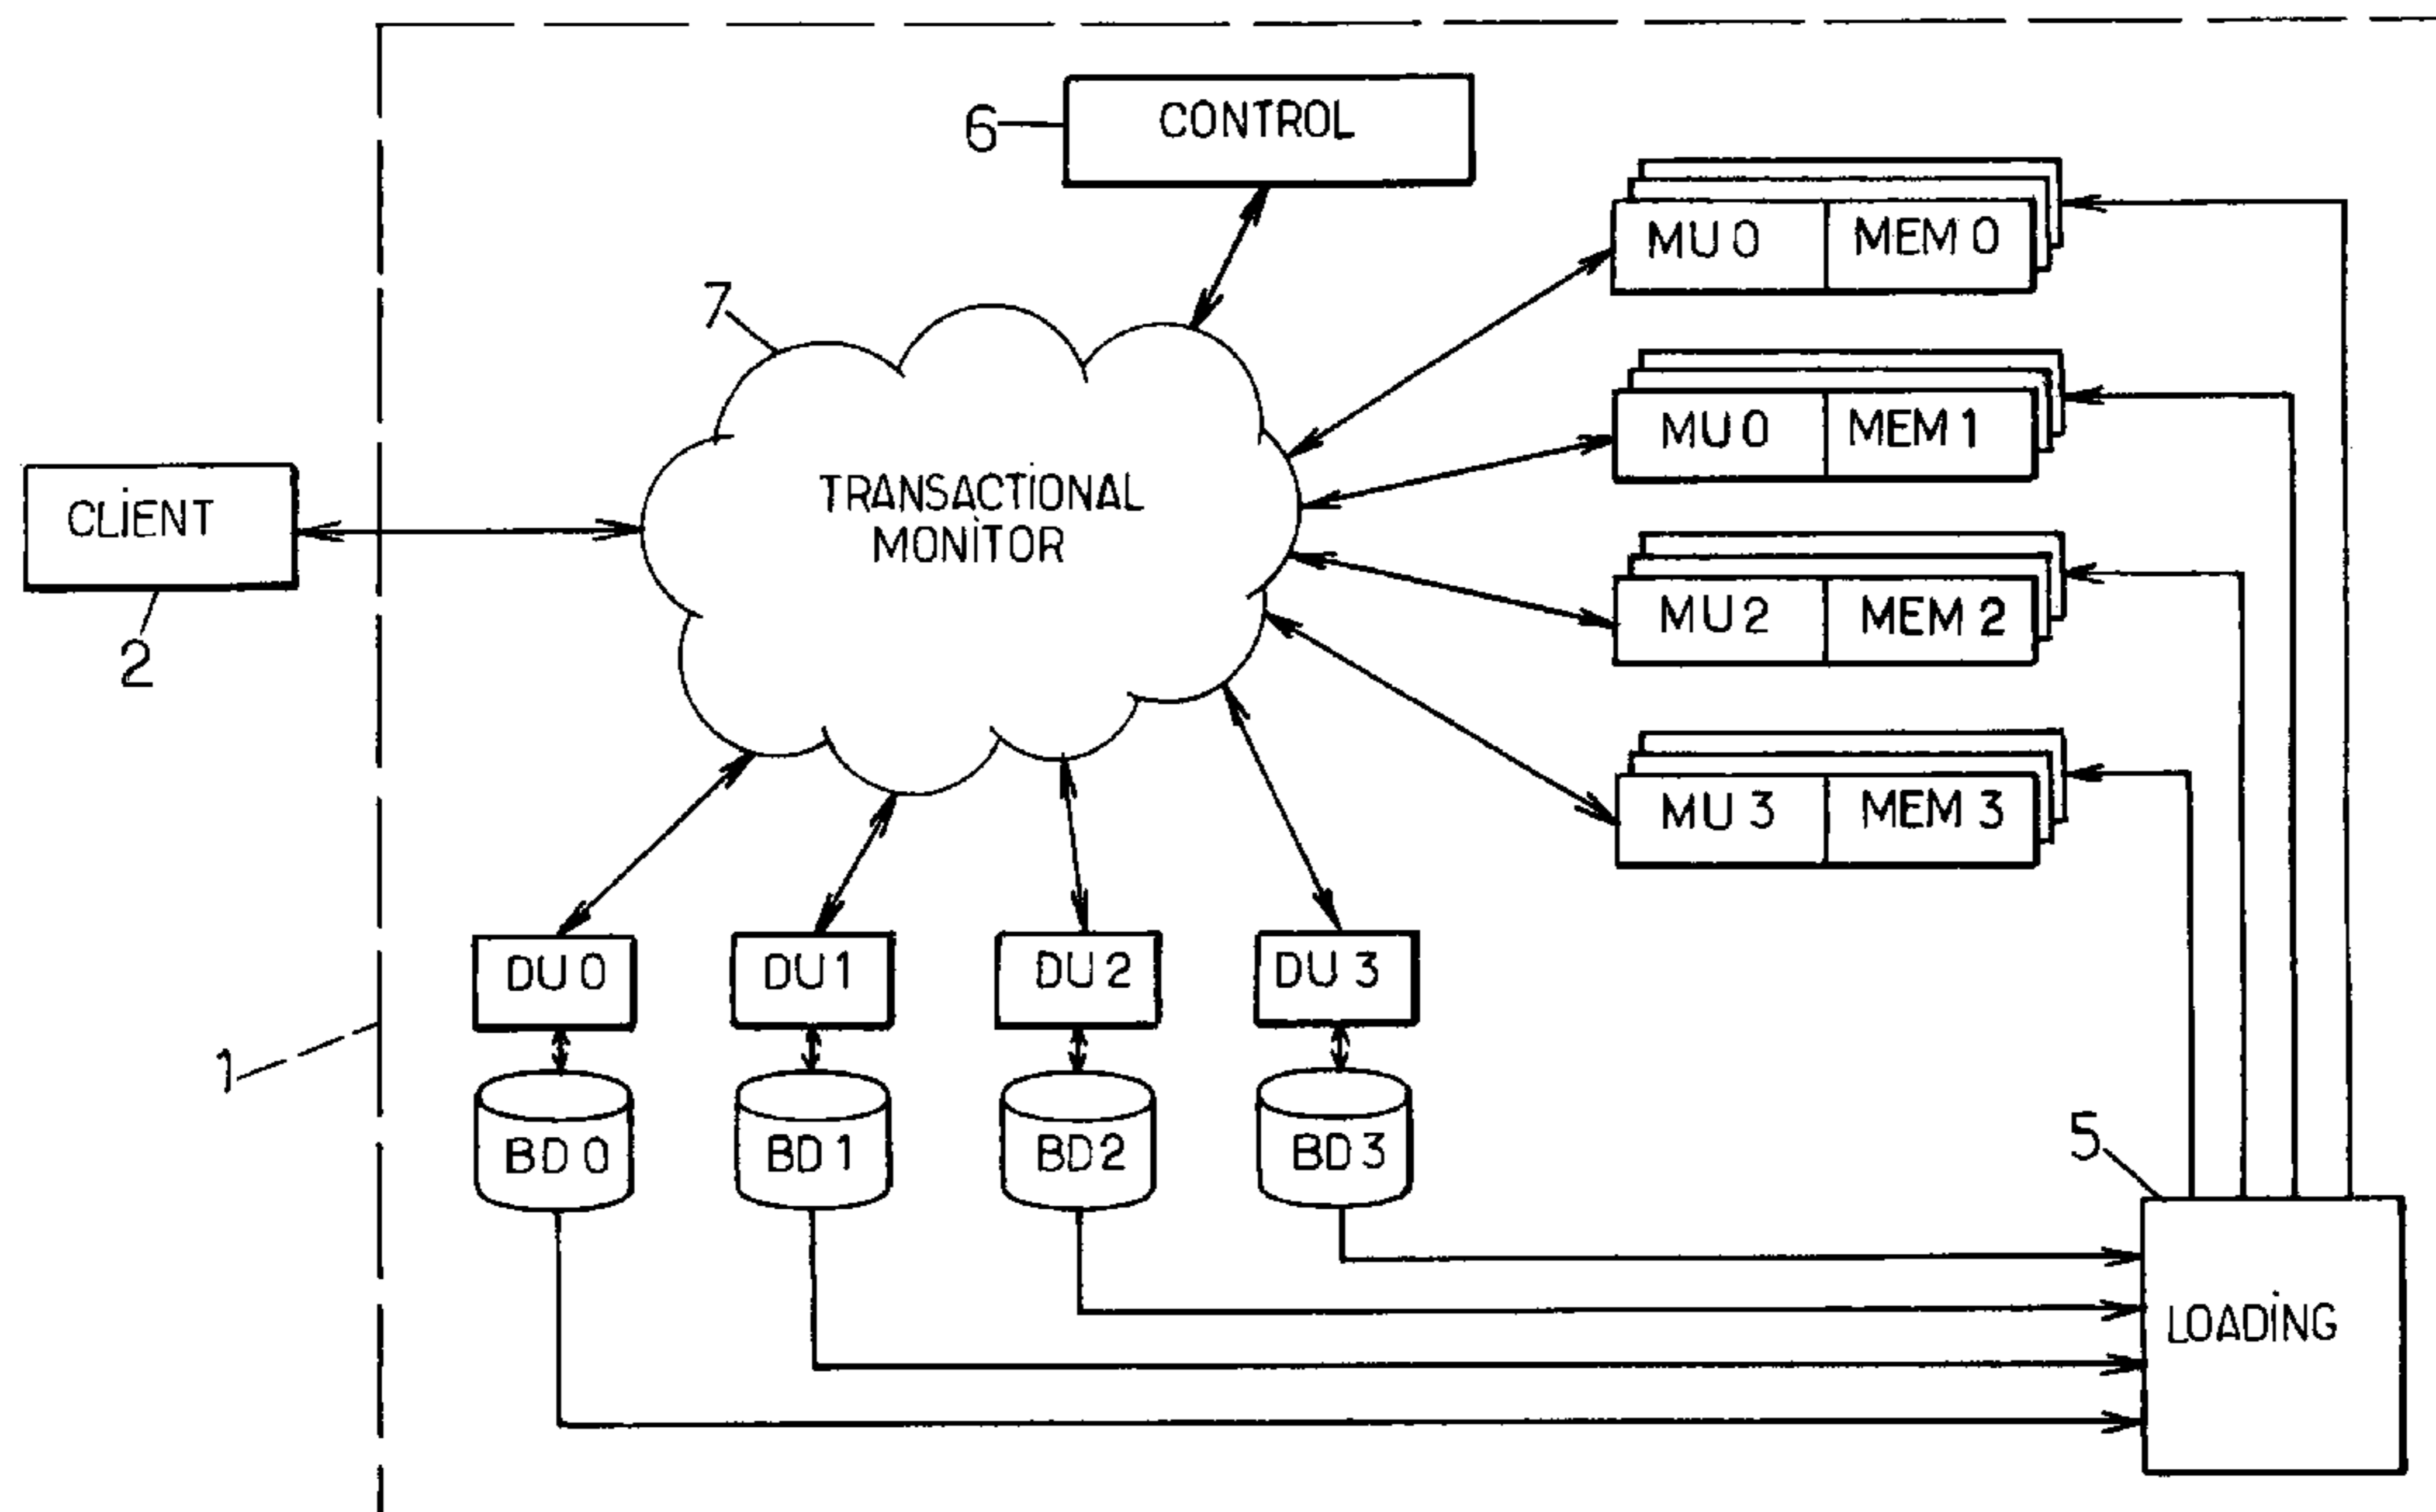 6
CONTROL
MU 0 MEM 0
7
MU 0 MEM 1
TRANSACTIONAL
MONITOR
CLIENT
2
MU 2 MEM 2
MU 3 MEM 3
DU 0 DU 1 DU 2 DU 3
1
BD 0 BD 1 BD 2 BD 3
5
LOADING